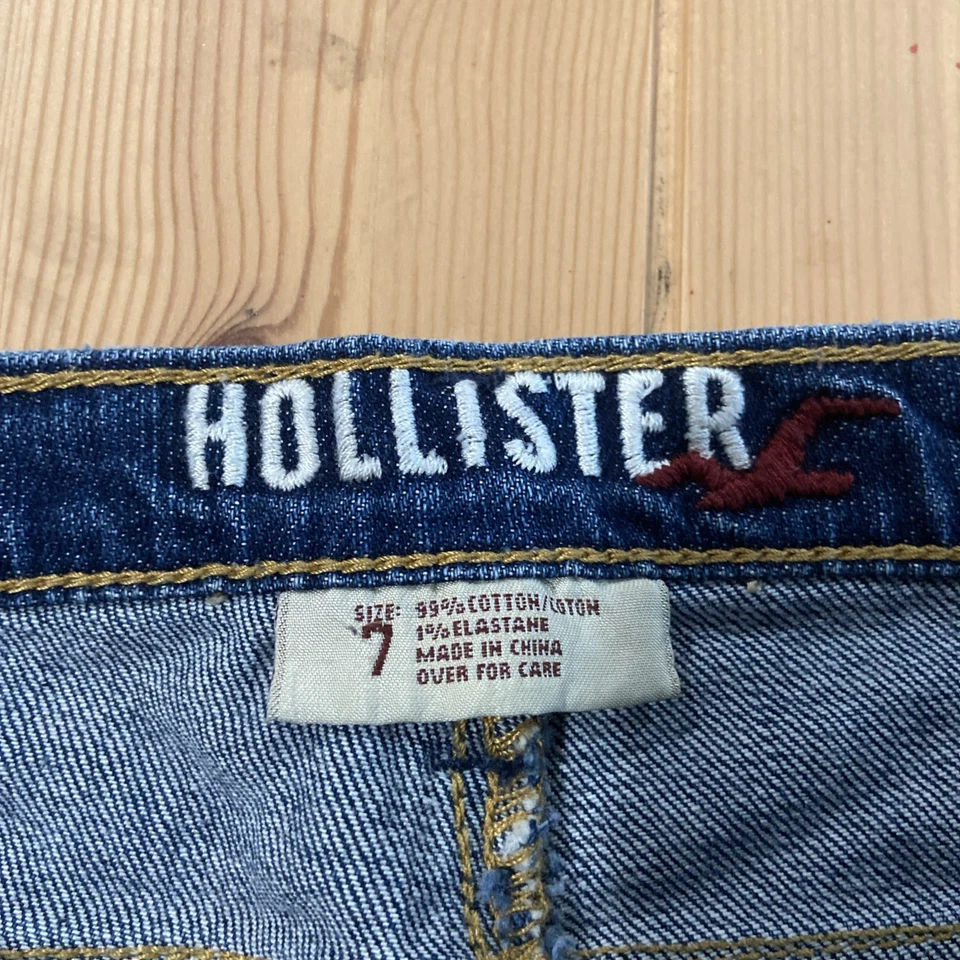 HOLLISTER
SIZE: 99% COTTON/COTON
7 1% ELASTANE
MADE IN CHINA
OVER FOR CARE